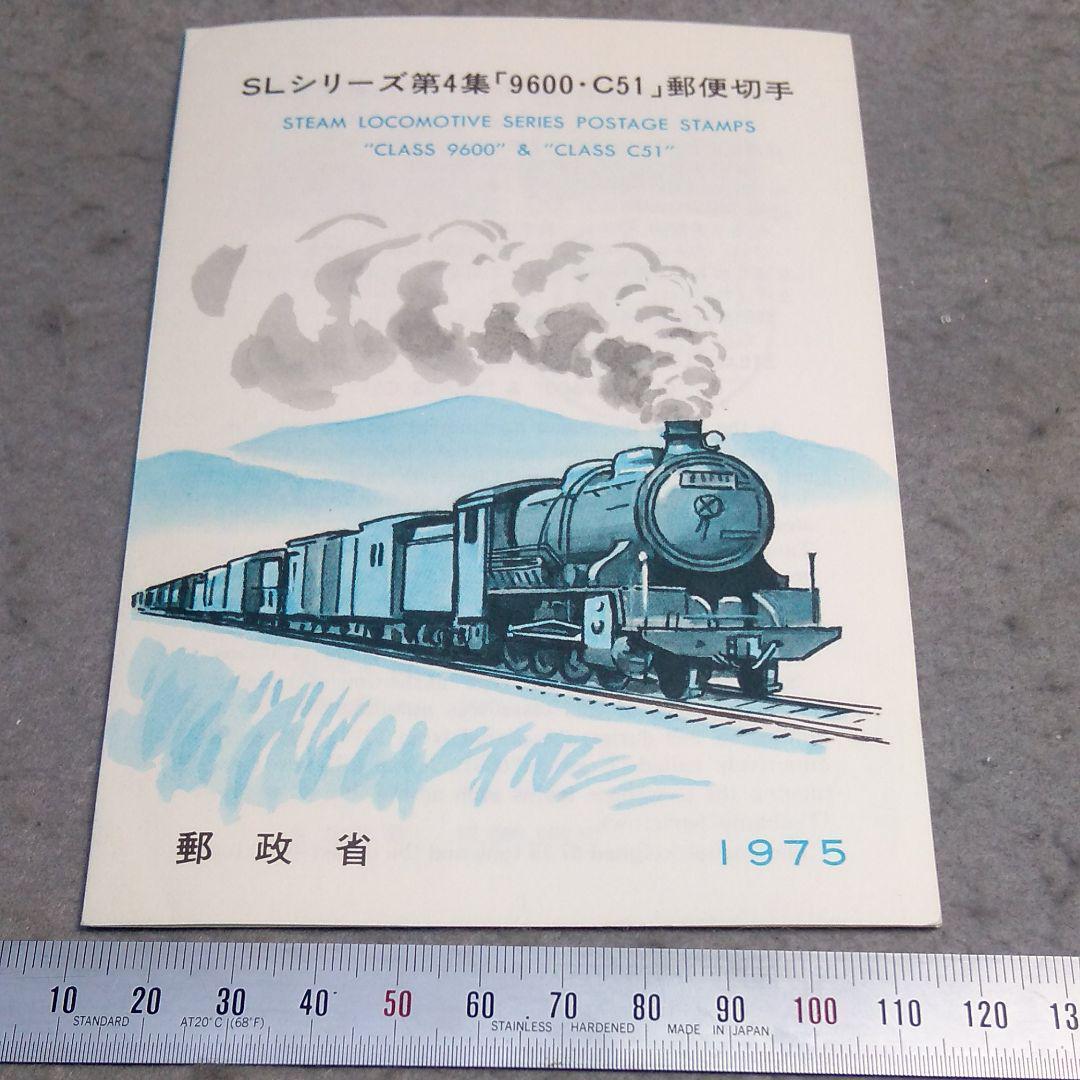 SLシリーズ第4集「9600・C51」郵便切手
STEAM LOCOMOTIVE SERIES POSTAGE STAMPS
"CLASS 9600" & "CLASS C51"
郵政省 1975
10 20 30 40 50 60 70 80 90 100 110 120
STANDARD AT20°C (68°F) STAINLESS HARDENED MADE IN JAPAN